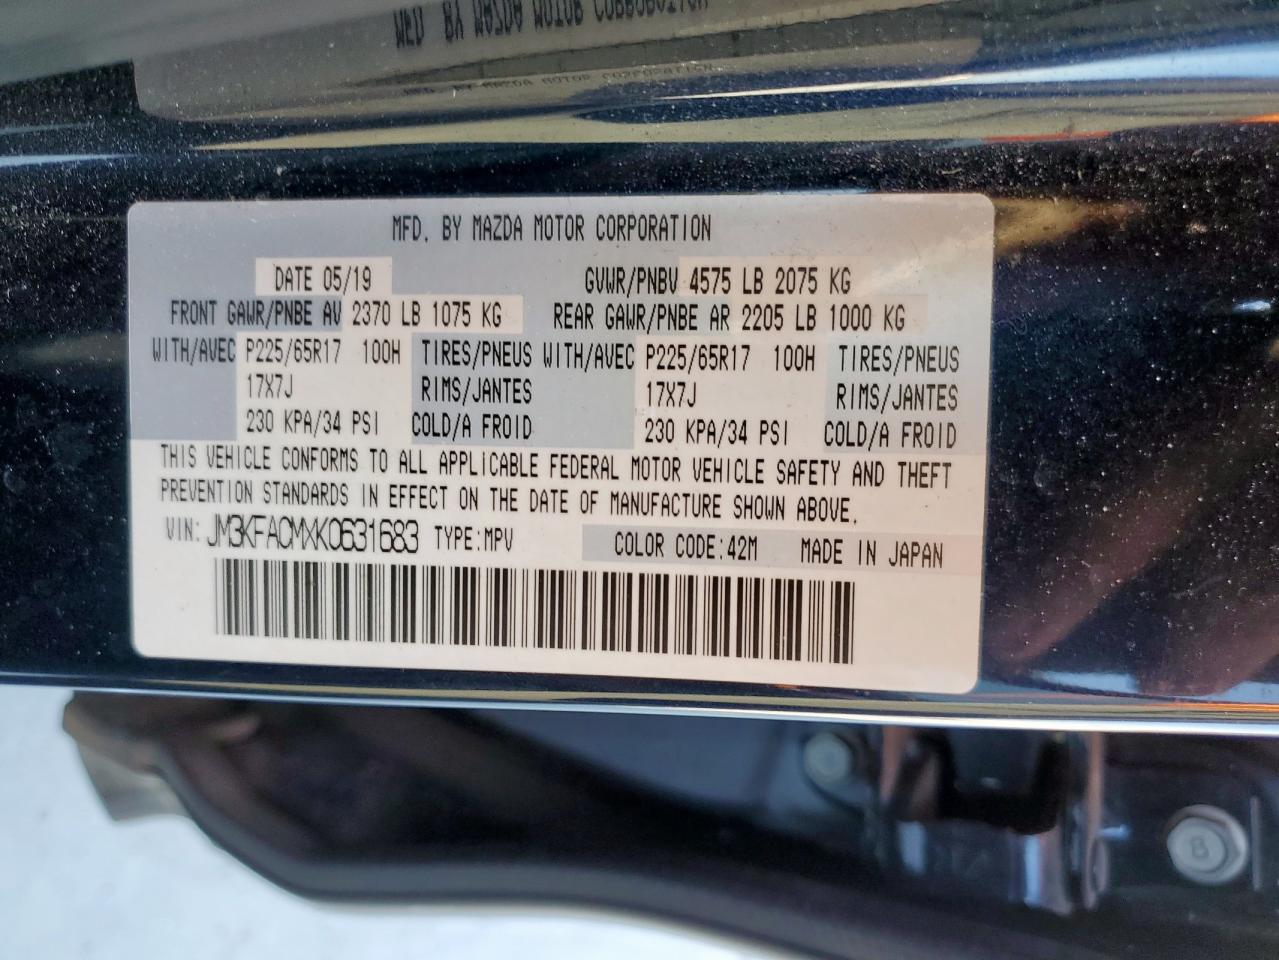 MFD. BY MAZDA MOTOR CORPORATION
DATE 05/19 GVWR/PNBV 4575 LB 2075 KG
FRONT GAWR/PNBE AV 2370 LB 1075 KG REAR GAWR/PNBE AR 2205 LB 1000 KG
WITH/AVEC P225/65R17 100H TIRES/PNEUS WITH/AVEC P225/65R17 100H TIRES/PNEUS
17X7J RIMS/JANTES 17X7J RIMS/JANTES
230 KPA/34 PSI COLD/A FROID 230 KPA/34 PSI COLD/A FROID
THIS VEHICLE CONFORMS TO ALL APPLICABLE FEDERAL MOTOR VEHICLE SAFETY AND THEFT
PREVENTION STANDARDS IN EFFECT ON THE DATE OF MANUFACTURE SHOWN ABOVE.
VIN: JM3KFACMXK0631683 TYPE:MPV COLOR CODE:42M MADE IN JAPAN
8